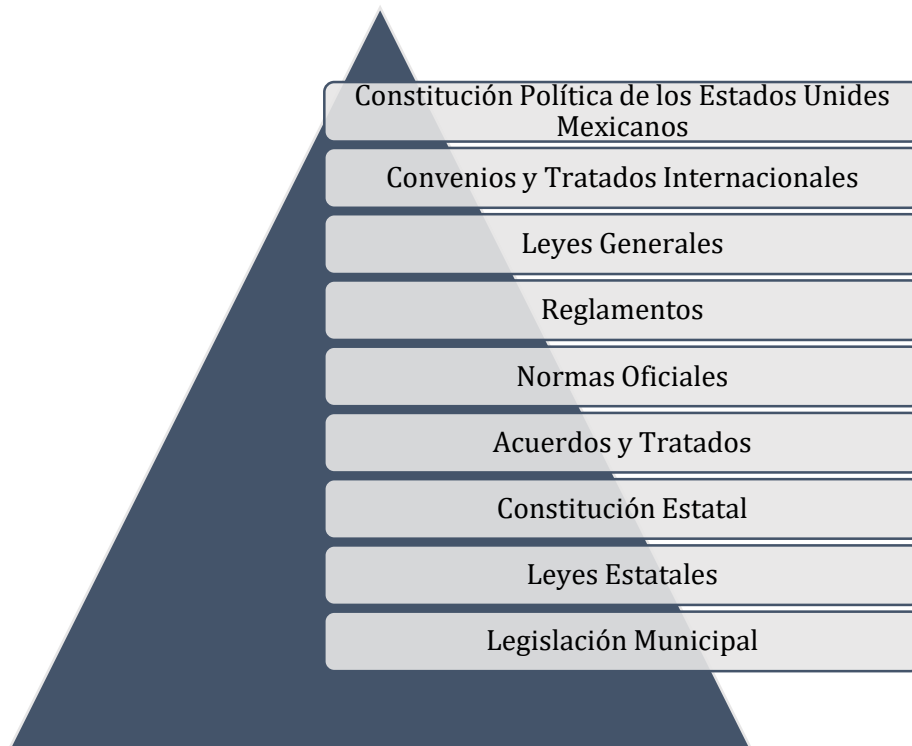 Constitución Política de los Estados Unides
Mexicanos
Convenios y Tratados Internacionales
Leyes Generales
Reglamentos
Normas Oficiales
Acuerdos y Tratados
Constitución Estatal
Leyes Estatales
Legislación Municipal